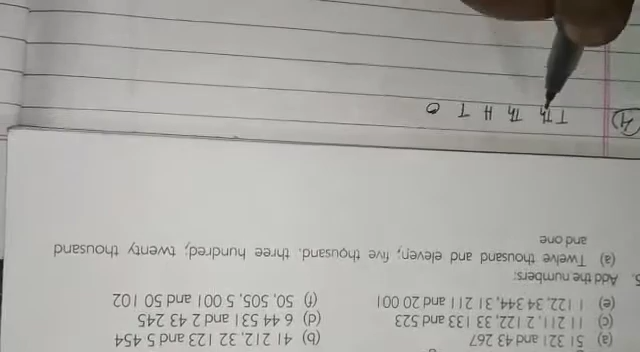 (a) 51 321 and 43 267 (b) 41 212, 32 123 and 5 454
(c) 11 211, 2 122, 33 133 and 523 (d) 6 44 531 and 2 43 245
(e) 1 122, 34 344, 31 211 and 20 001 (f) 50, 505, 5 001 and 50 102
5. Add the numbers:
(a) Twelve thousand and eleven; five thousand, three hundred; twenty thousand
and one
T Th Th H T O